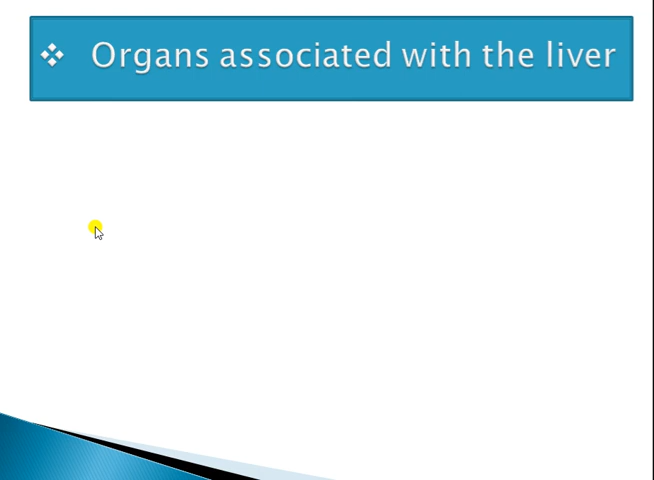 ❖ Organs associated with the liver